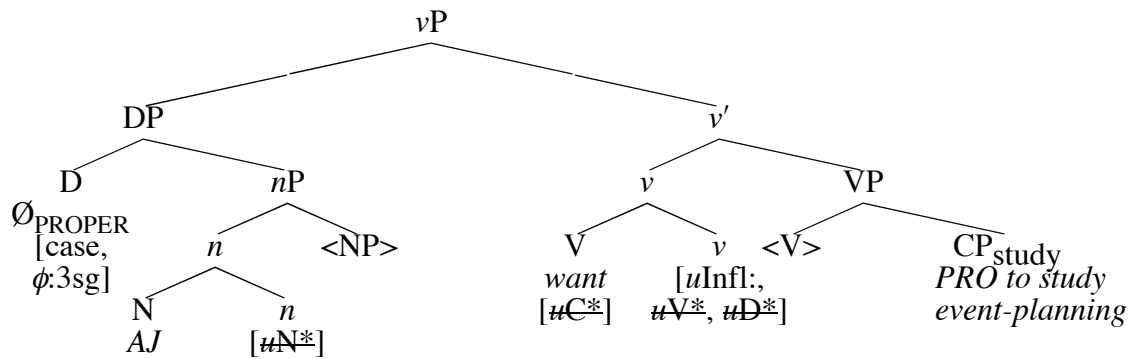 vP
DP v′
D nP v VP
Ø_PROPER n <NP> V v <V> CP_study
[case, want [uInfl:, PRO to study
ϕ:3sg] N n [uC*] uV*, uD*] event-planning
AJ [uN*]